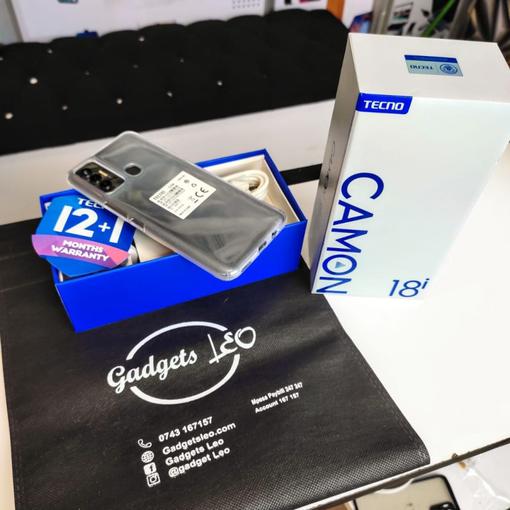 TECNO
TECNO
CAMON
18i
12+1
MONTHS
WARRANTY
Gadgets LEO
0743 167157
Gadgetsleo.com
Gadgets Leo
@gadget Leo
Mpesa Paybill 247 247
Account 167 157